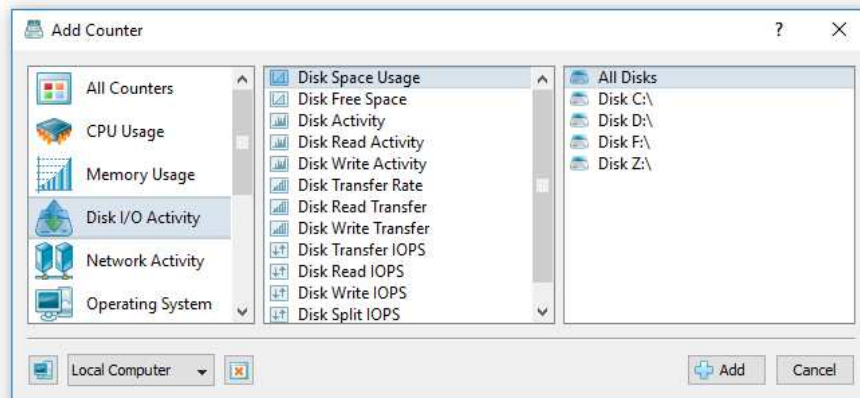 Add Counter
?
All Counters
CPU Usage
Memory Usage
Disk I/O Activity
Network Activity
Operating System
Disk Space Usage
Disk Free Space
Disk Activity
Disk Read Activity
Disk Write Activity
Disk Transfer Rate
Disk Read Transfer
Disk Write Transfer
Disk Transfer IOPS
Disk Read IOPS
Disk Write IOPS
Disk Split IOPS
All Disks
Disk C:\
Disk D:\
Disk F:\
Disk Z:\
Local Computer
Add
Cancel